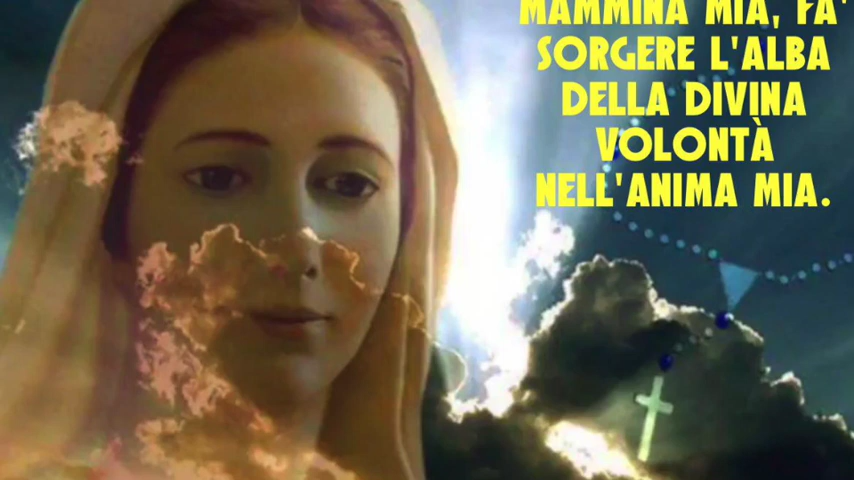 MAMMINA MIA, FA'
SORGERE L'ALBA
DELLA DIVINA
VOLONTÀ
NELL'ANIMA MIA.